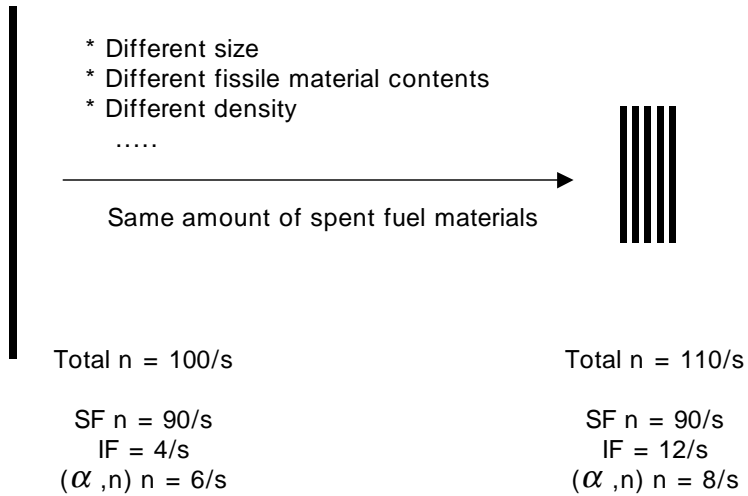 * Different size
* Different fissile material contents
* Different density
.....
Same amount of spent fuel materials
Total n = 100/s
SF n = 90/s
IF = 4/s
(α ,n) n = 6/s
Total n = 110/s
SF n = 90/s
IF = 12/s
(α ,n) n = 8/s